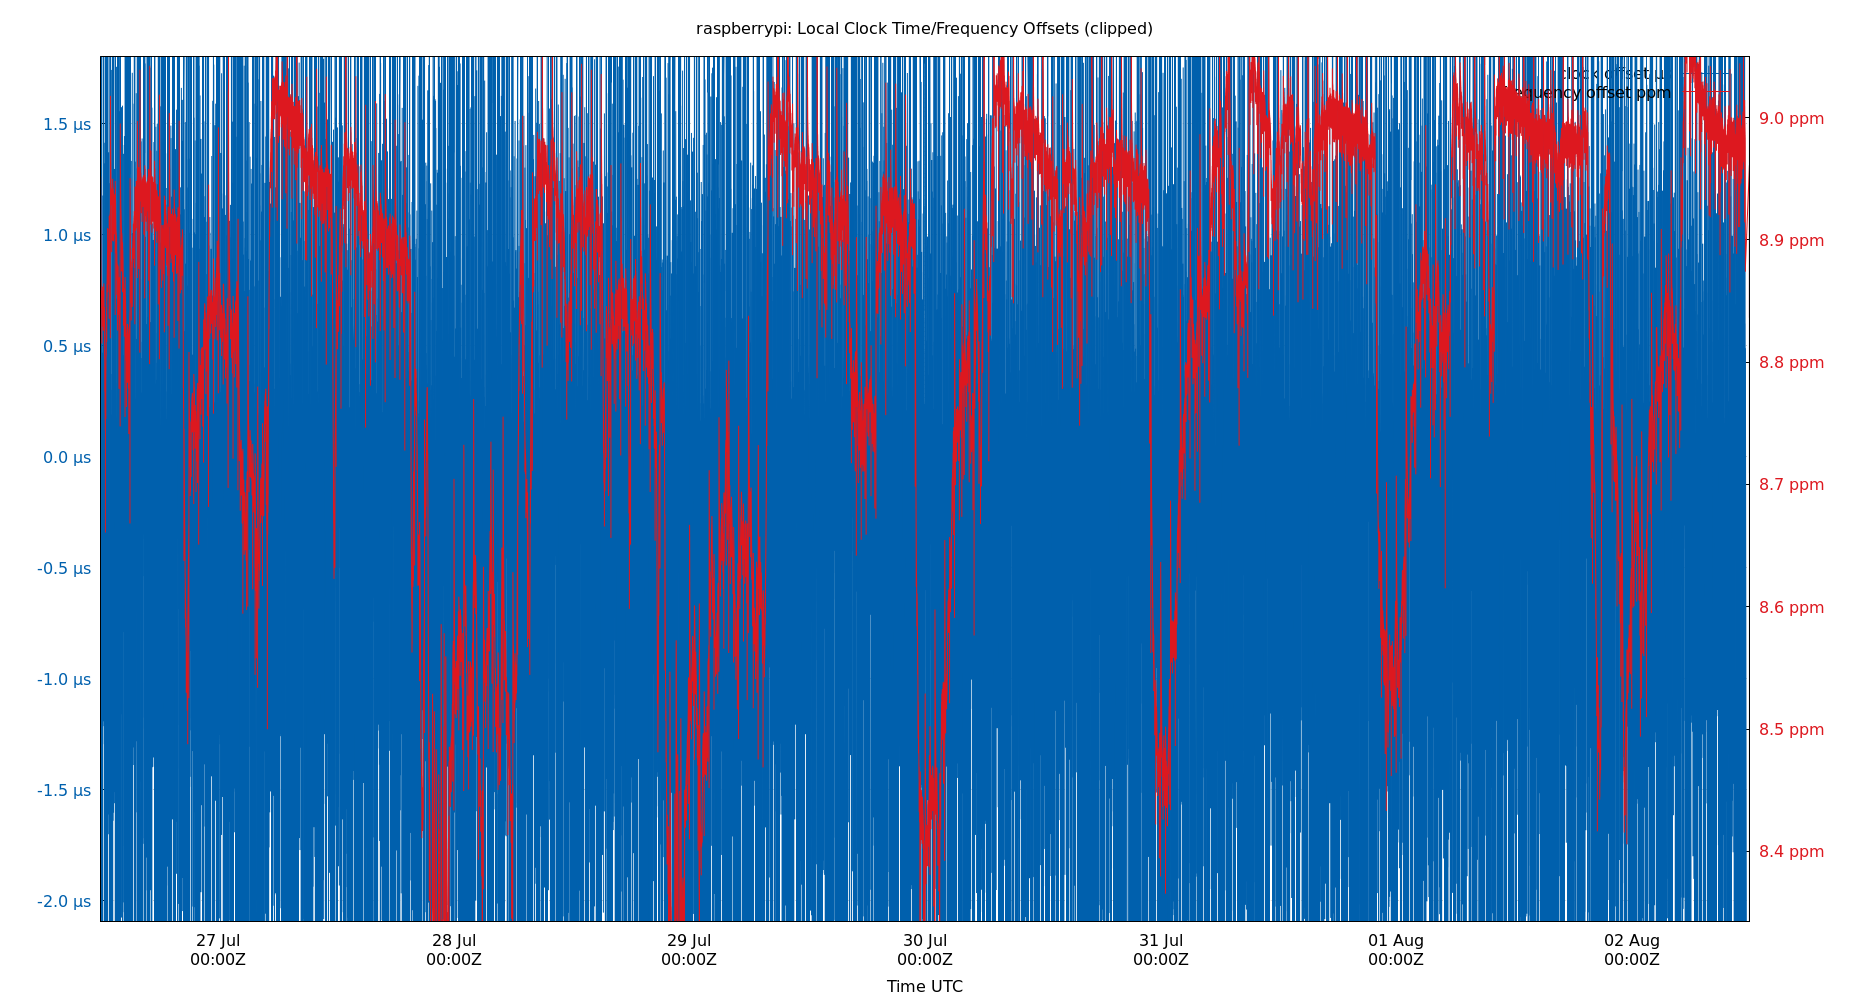 raspberrypi: Local Clock Time/Frequency Offsets (clipped)
clock offset
offset ppm
1.5 µs
1.0 µs
0.5 µs
0.0 µs
-0.5 µs
-1.0 µs
-1.5 µs
-2.0 µs
9.0 ppm
8.9 ppm
8.8 ppm
8.7 ppm
8.6 ppm
8.5 ppm
8.4 ppm
27 Jul 28 Jul 29 Jul 30 Jul 31 Jul 01 Aug 02 Aug
00:00Z 00:00Z 00:00Z 00:00Z 00:00Z 00:00Z 00:00Z
Time UTC